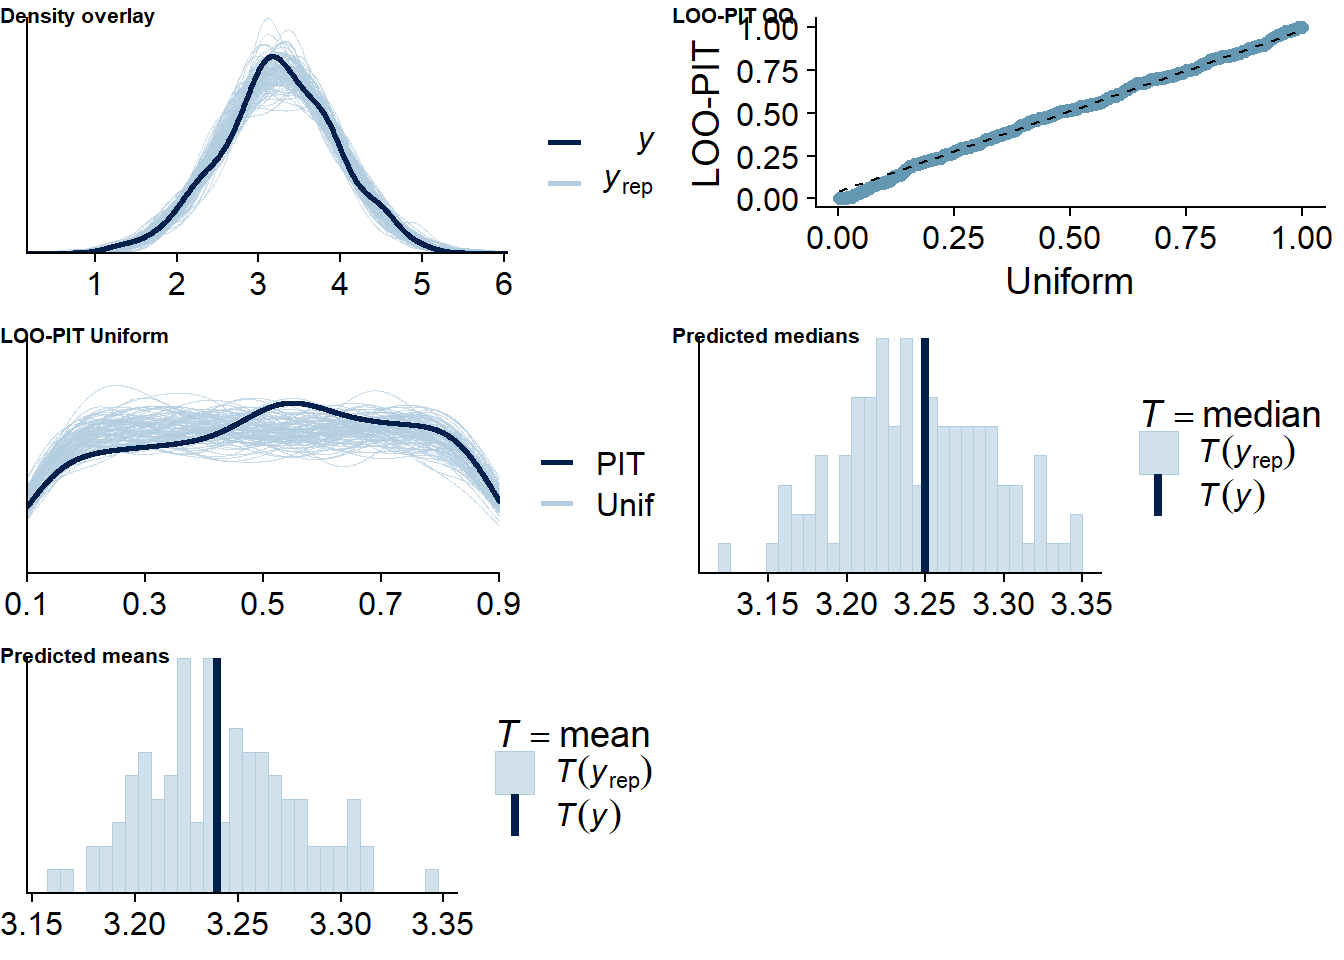 Density overlay
y
y rep
1 2 3 4 5 6
LOO-PIT QQ
LOO-PIT
1.00
0.75
0.50
0.25
0.00
0.00 0.25 0.50 0.75 1.00
Uniform
LOO-PIT Uniform
PIT
Unif
0.1 0.3 0.5 0.7 0.9
Predicted medians
T = median
T(y rep)
T(y)
3.15 3.20 3.25 3.30 3.35
Predicted means
T = mean
T(y rep)
T(y)
3.15 3.20 3.25 3.30 3.35